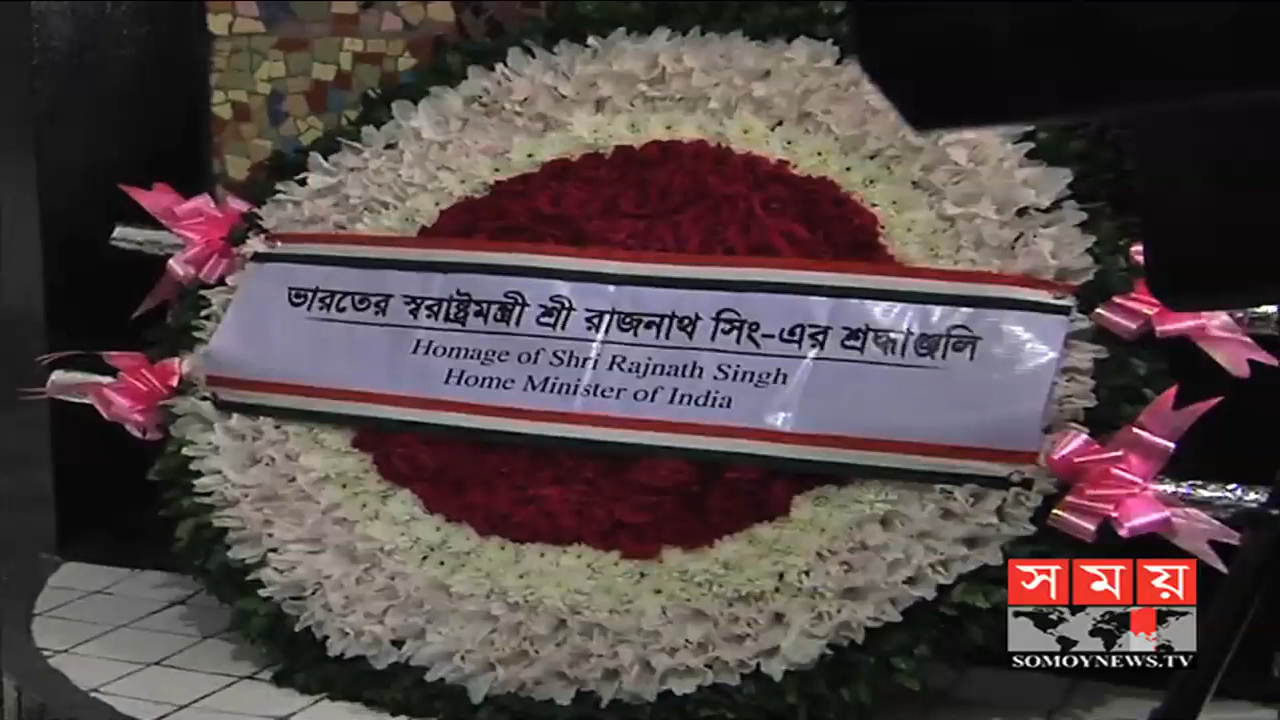 ভারতের স্বরাষ্ট্রমন্ত্রী শ্রী রাজনাথ সিং-এর শ্রদ্ধাঞ্জলি
Homage of Shri Rajnath Singh
Home Minister of India
সময়
SOMOYNEWS.TV